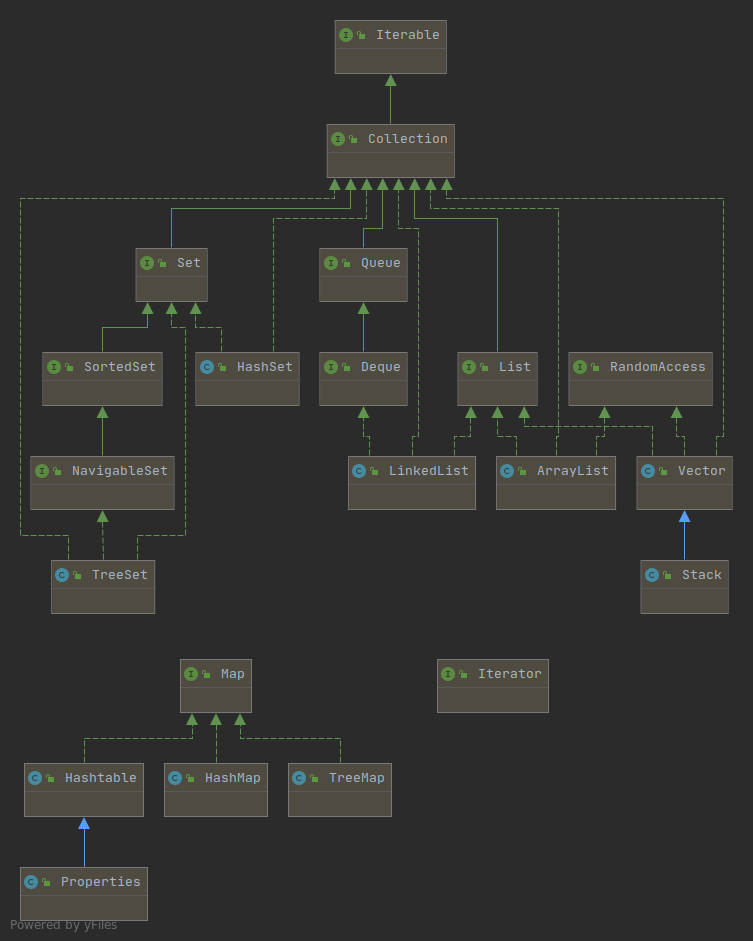 Iterable
Collection
Set
Queue
SortedSet
HashSet
Deque
List
RandomAccess
NavigableSet
LinkedList
ArrayList
Vector
TreeSet
Stack
Map
Iterator
Hashtable
HashMap
TreeMap
Properties
Powered by yFiles